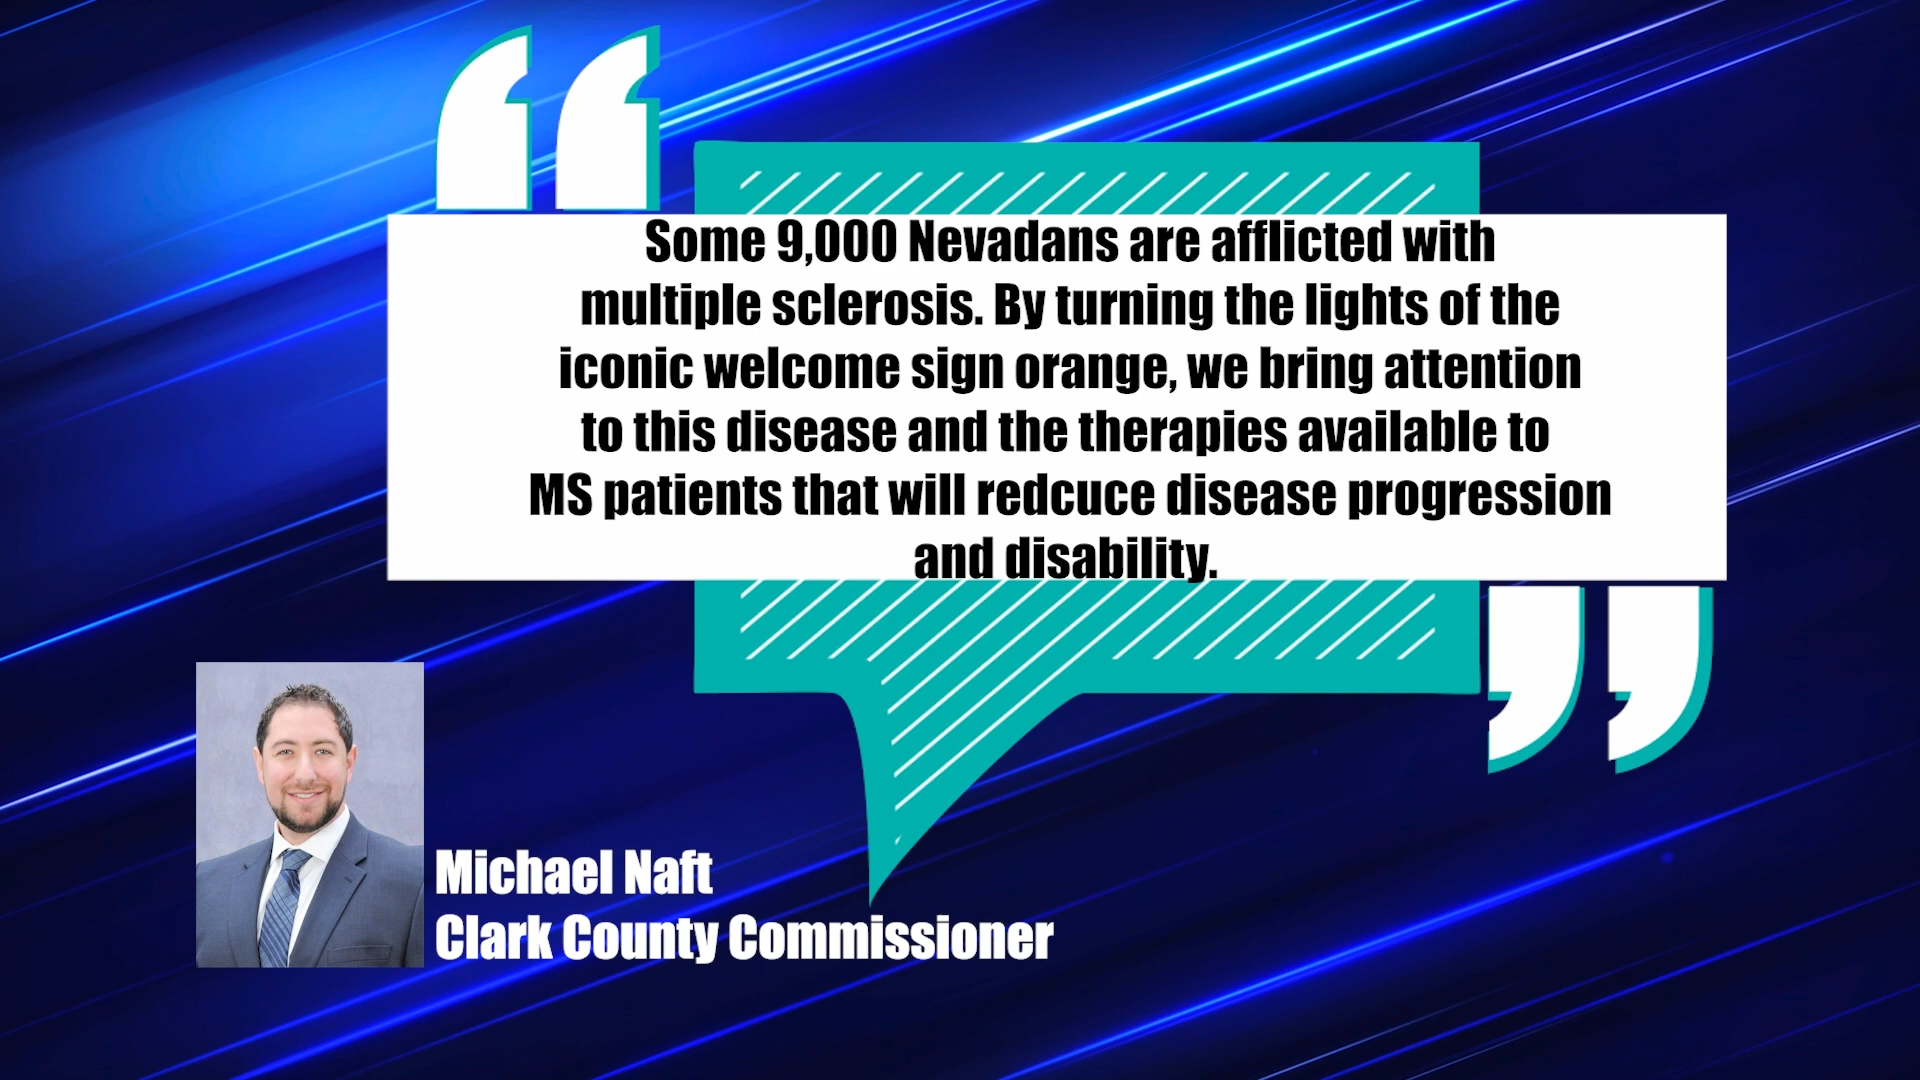 Some 9,000 Nevadans are afflicted with
multiple sclerosis. By turning the lights of the
iconic welcome sign orange, we bring attention
to this disease and the therapies available to
MS patients that will redcuce disease progression
and disability.
Michael Naft
Clark County Commissioner